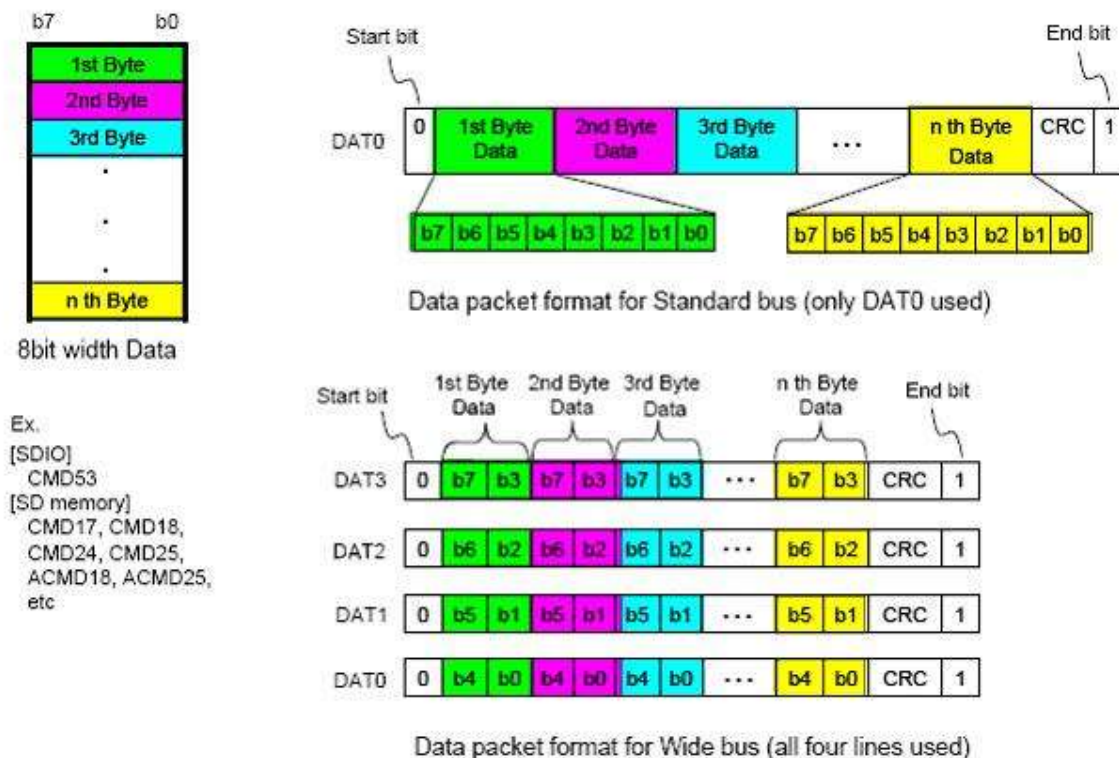 b7 b0
1st Byte
2nd Byte
3rd Byte
.
.
.
n th Byte
8bit width Data
Ex.
[SDIO]
CMD53
[SD memory]
CMD17, CMD18,
CMD24, CMD25,
ACMD18, ACMD25,
etc
Start bit
End bit
DAT0 0 1st Byte Data 2nd Byte Data 3rd Byte Data ... n th Byte Data CRC 1
b7 b6 b5 b4 b3 b2 b1 b0 b7 b6 b5 b4 b3 b2 b1 b0
Data packet format for Standard bus (only DAT0 used)
Start bit
1st Byte Data 2nd Byte Data 3rd Byte Data n th Byte Data
End bit
DAT3 0 b7 b3 b7 b3 b7 b3 ... b7 b3 CRC 1
DAT2 0 b6 b2 b6 b2 b6 b2 ... b6 b2 CRC 1
DAT1 0 b5 b1 b5 b1 b5 b1 ... b5 b1 CRC 1
DAT0 0 b4 b0 b4 b0 b4 b0 ... b4 b0 CRC 1
Data packet format for Wide bus (all four lines used)